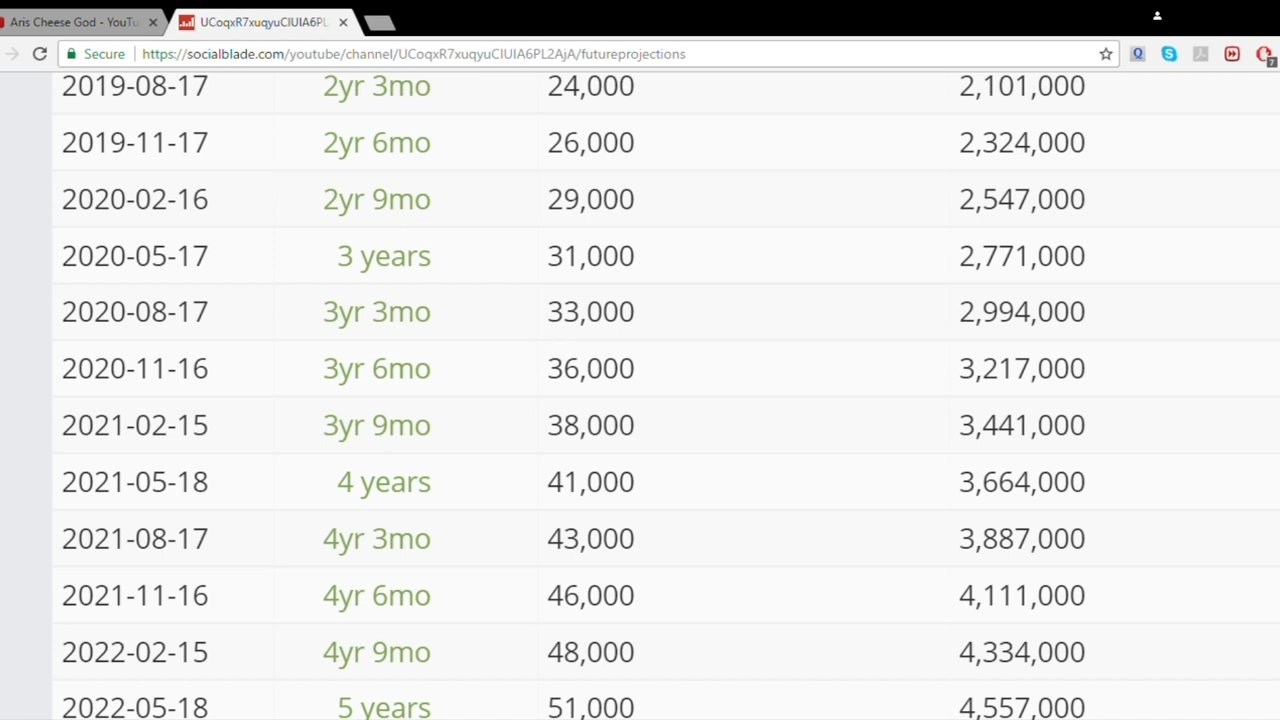 Aris Cheese God - YouTu
UCoqxR7xuqyuCIUIA6PL
Secure https://socialblade.com/youtube/channel/UCoqxR7xuqyuCIUIA6PL2AjA/futureprojections
7
2019-08-17 2yr 3mo 24,000 2,101,000
2019-11-17 2yr 6mo 26,000 2,324,000
2020-02-16 2yr 9mo 29,000 2,547,000
2020-05-17 3 years 31,000 2,771,000
2020-08-17 3yr 3mo 33,000 2,994,000
2020-11-16 3yr 6mo 36,000 3,217,000
2021-02-15 3yr 9mo 38,000 3,441,000
2021-05-18 4 years 41,000 3,664,000
2021-08-17 4yr 3mo 43,000 3,887,000
2021-11-16 4yr 6mo 46,000 4,111,000
2022-02-15 4yr 9mo 48,000 4,334,000
2022-05-18 5 years 51,000 4,557,000